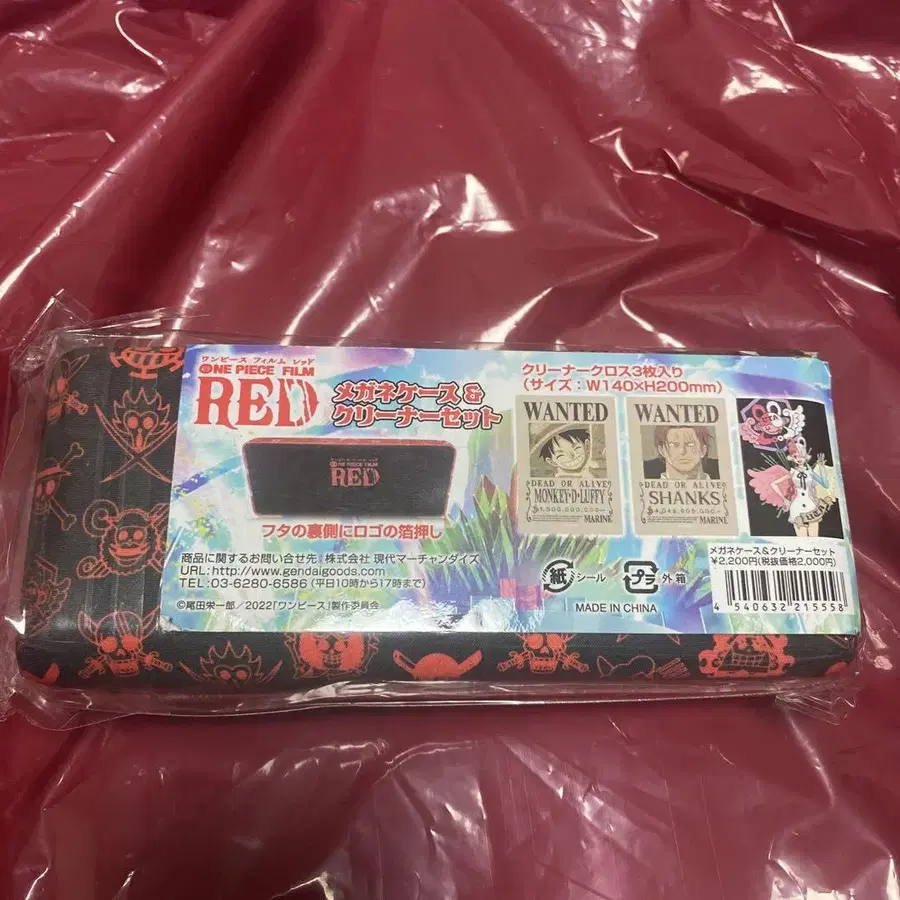 ワンピース フィルム レッド
ONE PIECE FILM
RED
メガネケース&
クリーナーセット
ONE PIECE FILM
RED
フタの裏側にロゴの箔押し
クリーナークロス3枚入り
(サイズ:W140×H200mm)
WANTED
DEAD OR ALIVE
MONKEY・D・LUFFY
MARINE
WANTED
DEAD OR ALIVE
SHANKS
MARINE
商品に関するお問い合せ先:株式会社 現代マーチャンダイズ
URL:http://www.gendaigoods.com
TEL:03-6280-6586(平日10時から17時まで)
©尾田栄一郎/2022「ワンピース」製作委員会
紙 シール
プラ 外箱
MADE IN CHINA
メガネケース&クリーナーセット
¥2,200円(税抜価格2,000円)
4 540632 215558